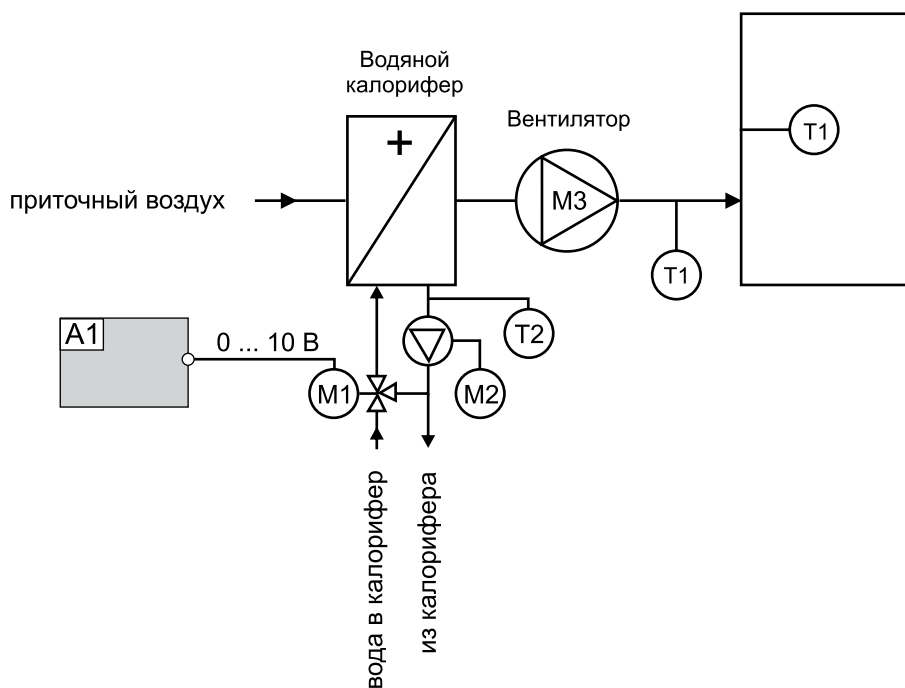 Водяной
калорифер
Вентилятор
T1
M3
приточный воздух
T1
A1
0 ... 10 В
T2
M1
M2
вода в калорифер
из калорифера